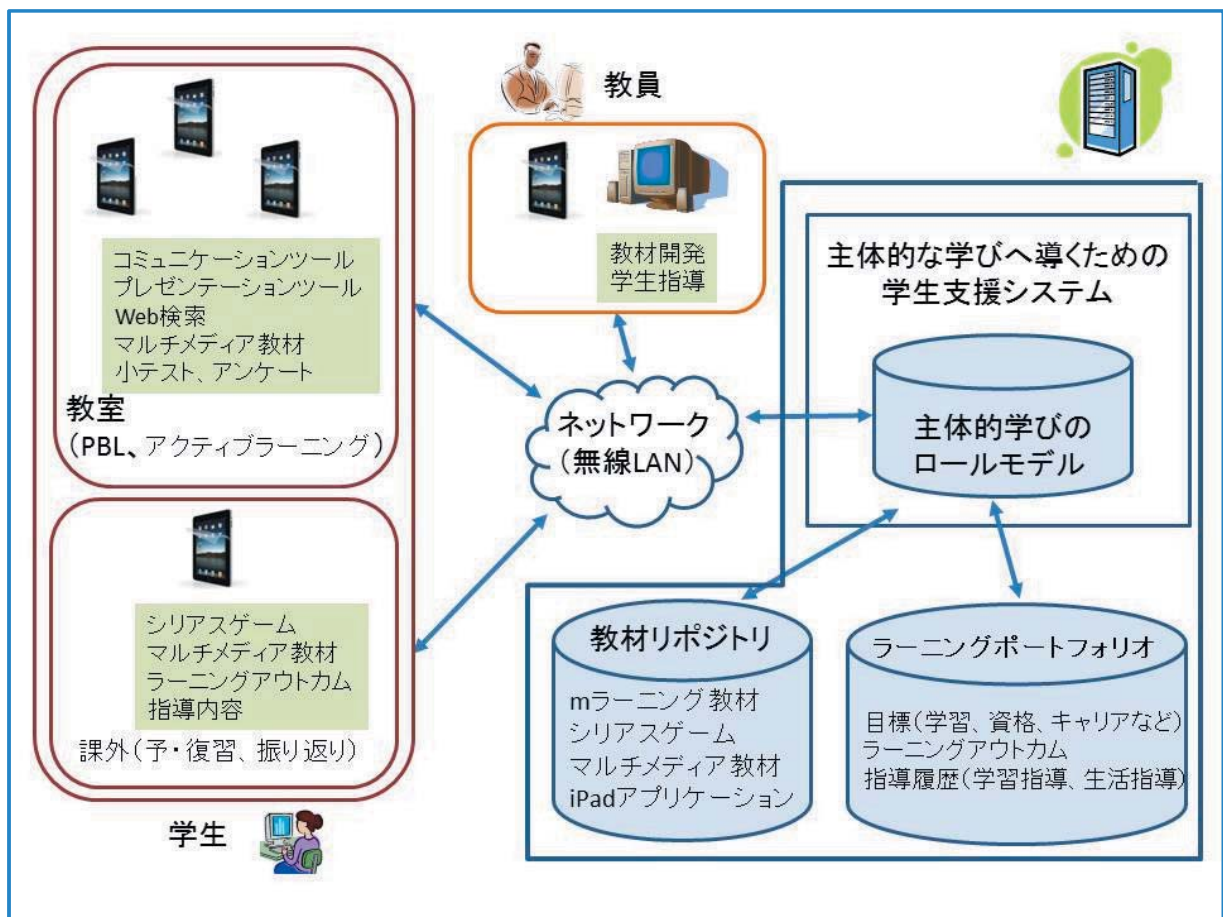 コミュニケーションツール
プレゼンテーションツール
Web検索
マルチメディア教材
小テスト、アンケート
教室
（PBL、アクティブラーニング）
シリアスゲーム
マルチメディア教材
ラーニングアウトカム
指導内容
課外（予・復習、振り返り）
学生
教員
教材開発
学生指導
ネットワーク
（無線LAN）
主体的な学びへ導くための
学生支援システム
主体的学びの
ロールモデル
教材リポジトリ
mラーニング教材
シリアスゲーム
マルチメディア教材
iPadアプリケーション
ラーニングポートフォリオ
目標（学習、資格、キャリアなど）
ラーニングアウトカム
指導履歴（学習指導、生活指導）